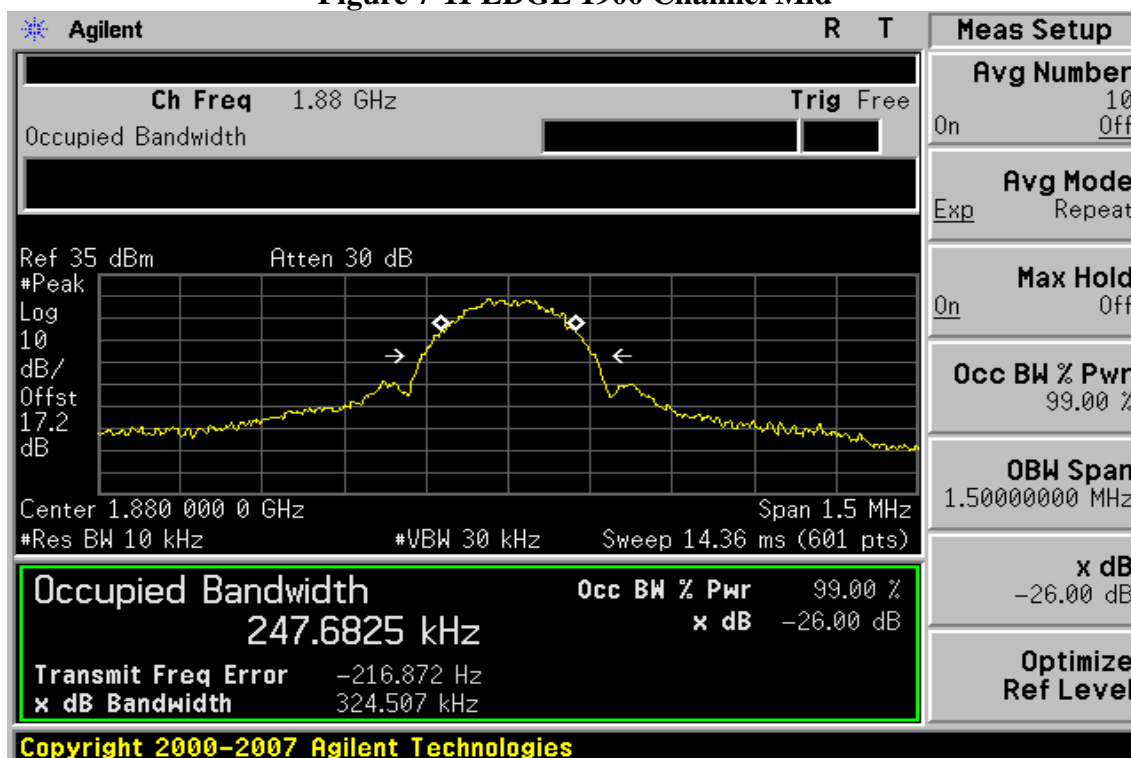 Figure 7-11 EDGE 1900 Channel Mid
Agilent R T
Ch Freq 1.88 GHz Trig Free
Occupied Bandwidth
Ref 35 dBm Atten 30 dB
#Peak
Log
10
dB/
Offst
17.2
dB
Center 1.880 000 0 GHz Span 1.5 MHz
#Res BW 10 kHz #VBW 30 kHz Sweep 14.36 ms (601 pts)
Occupied Bandwidth
247.6825 kHz
Occ BW % Pwr 99.00 %
x dB -26.00 dB
Transmit Freq Error -216.872 Hz
x dB Bandwidth 324.507 kHz
Copyright 2000-2007 Agilent Technologies
Meas Setup
Avg Number
10
On Off
Avg Mode
Exp Repeat
Max Hold
On Off
Occ BW % Pwr
99.00 %
OBW Span
1.50000000 MHz
x dB
-26.00 dB
Optimize
Ref Level